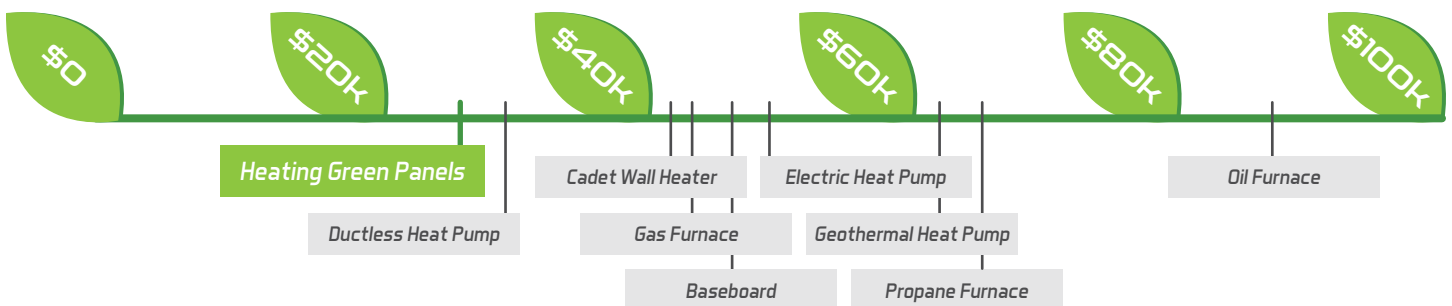 $0
$20k
$40k
$60k
$80k
$100k
Heating Green Panels
Cadet Wall Heater
Electric Heat Pump
Oil Furnace
Ductless Heat Pump
Gas Furnace
Geothermal Heat Pump
Baseboard
Propane Furnace